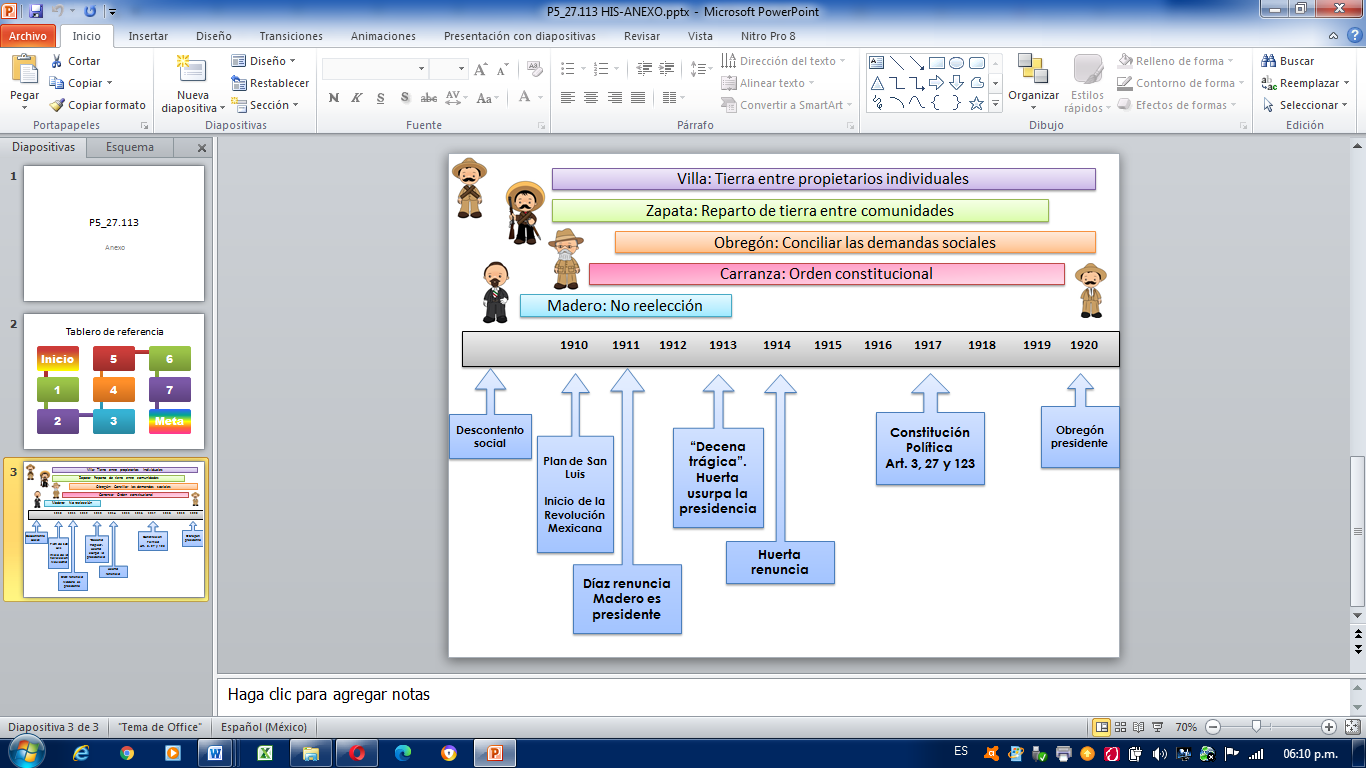 P5_27.113 HIS-ANEXO.pptx - Microsoft PowerPoint
Archivo Inicio Insertar Diseño Transiciones Animaciones Presentación con diapositivas Revisar Vista Nitro Pro 8
Pegar
Cortar
Copiar
Copiar formato
Portapapeles
Nueva diapositiva
Diseño
Restablecer
Sección
Diapositivas
N K S S abc AV Aa A
Fuente
Dirección del texto
Alinear texto
Convertir a SmartArt
Párrafo
Organizar
Estilos rápidos
Relleno de forma
Contorno de forma
Efectos de formas
Dibujo
Buscar
Reemplazar
Seleccionar
Edición
Diapositivas Esquema
1
P5_27.113
Anexo
2
Tablero de referencia
Inicio 5 6
1 4 7
2 3 Meta
3
Villa: Tierra entre propietarios individuales
Zapata: Reparto de tierra entre comunidades
Obregón: Conciliar las demandas sociales
Carranza: Orden constitucional
Madero: No reelección
1910 1911 1912 1913 1914 1915 1916 1917 1918 1919 1920
Descontento
social
Plan de San
Luis
Inicio de la
Revolución
Mexicana
Díaz renuncia
Madero es
presidente
“Decena
trágica”.
Huerta
usurpa la
presidencia
Huerta
renuncia
Constitución
Política
Art. 3, 27 y 123
Obregón
presidente
Haga clic para agregar notas
Diapositiva 3 de 3 "Tema de Office" Español (México) 70%
ES 06:10 p.m.